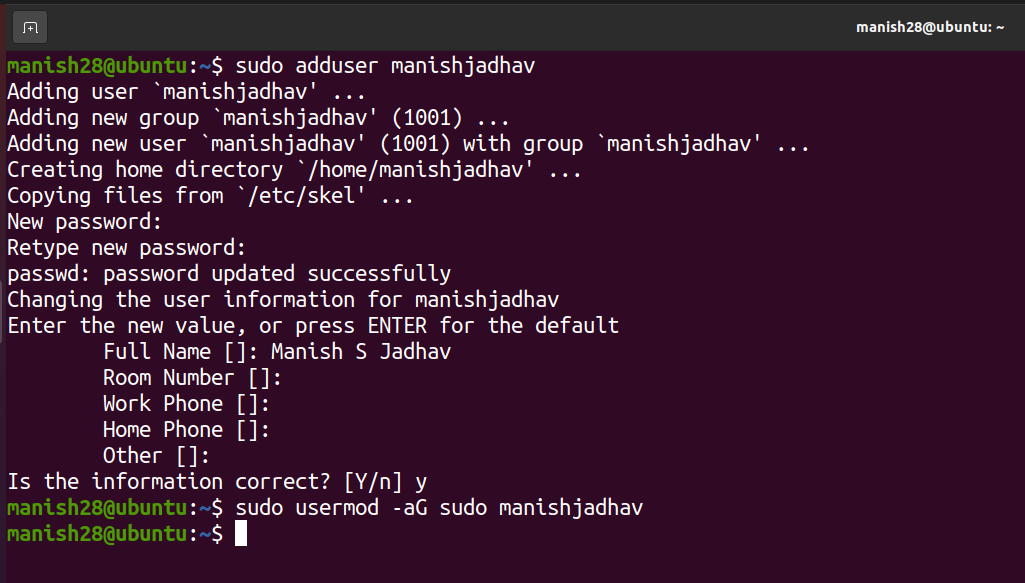 manish28@ubuntu: ~
manish28@ubuntu:~$ sudo adduser manishjadhav
Adding user `manishjadhav' ...
Adding new group `manishjadhav' (1001) ...
Adding new user `manishjadhav' (1001) with group `manishjadhav' ...
Creating home directory `/home/manishjadhav' ...
Copying files from `/etc/skel' ...
New password:
Retype new password:
passwd: password updated successfully
Changing the user information for manishjadhav
Enter the new value, or press ENTER for the default
        Full Name []: Manish S Jadhav
        Room Number []:
        Work Phone []:
        Home Phone []:
        Other []:
Is the information correct? [Y/n] y
manish28@ubuntu:~$ sudo usermod -aG sudo manishjadhav
manish28@ubuntu:~$